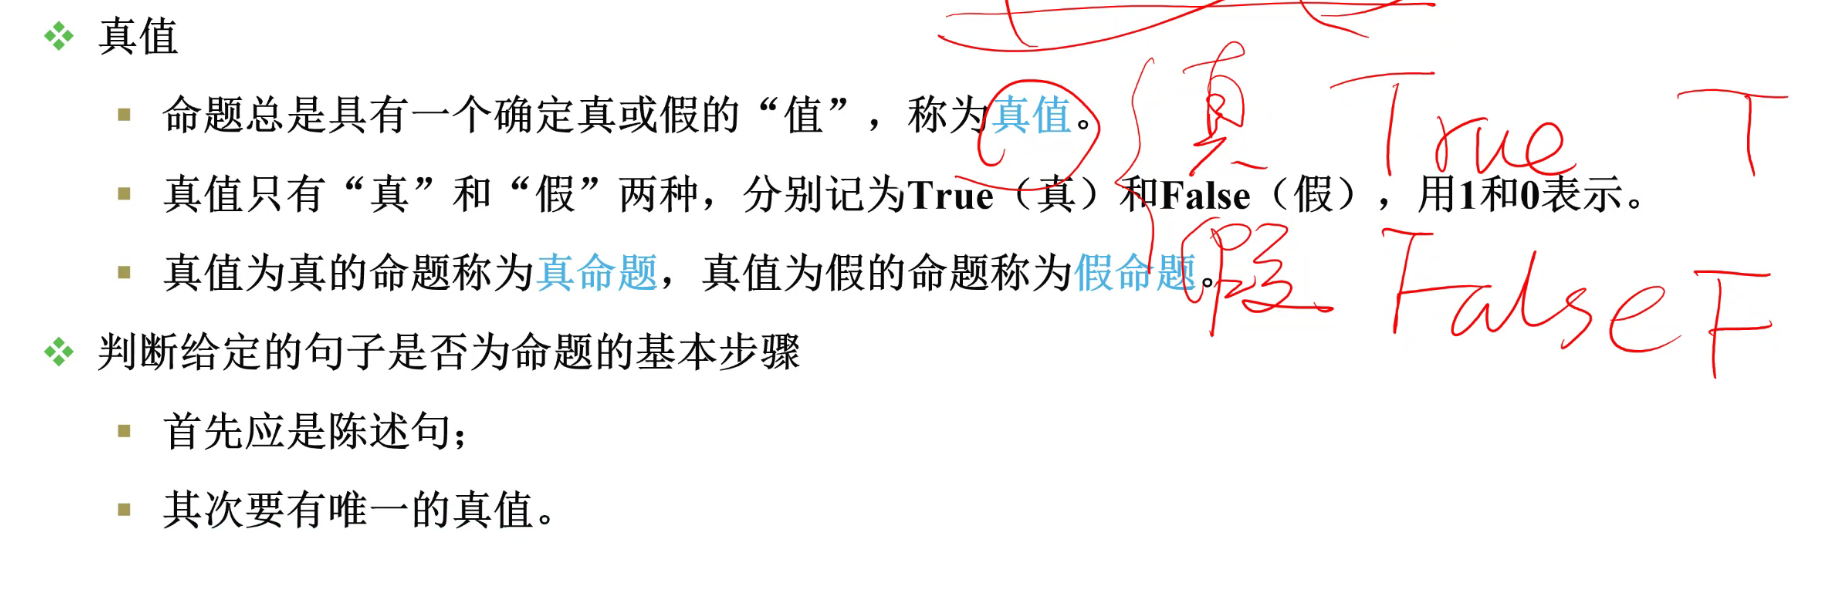 真值
命题总是具有一个确定真或假的“值”，称为真值。
真 True T
真值只有“真”和“假”两种，分别记为True（真）和False（假），用1和0表示。
真值为真的命题称为真命题，真值为假的命题称为假命题。
假 False F
判断给定的句子是否为命题的基本步骤
首先应是陈述句；
其次要有唯一的真值。